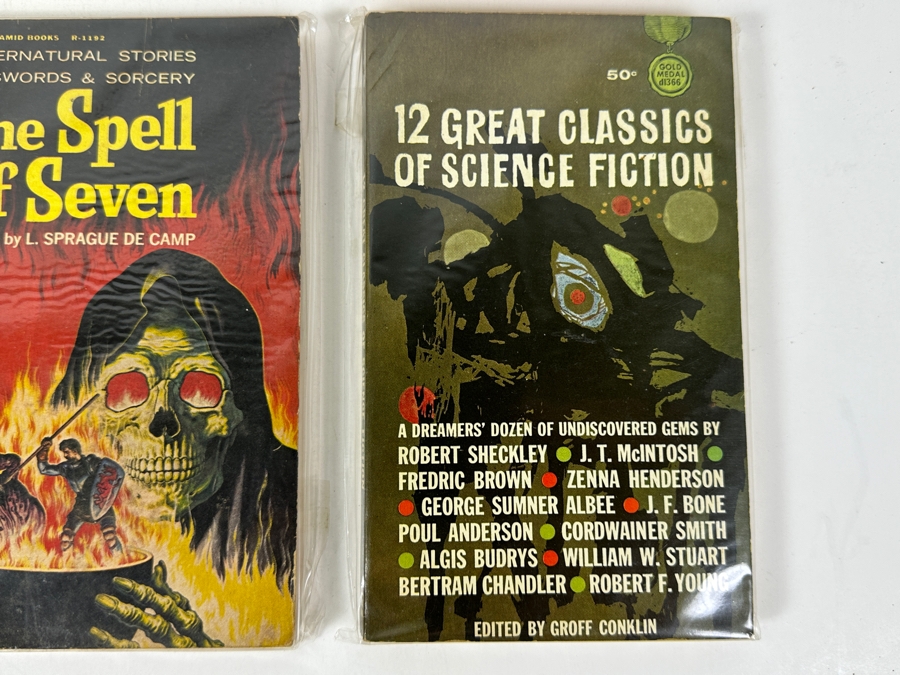 AMID BOOKS R-1192
ERNATURAL STORIES
SWORDS & SORCERY
he Spell
f Seven
by L. SPRAGUE DE CAMP
50c
GOLD
MEDAL
d1366
12 GREAT CLASSICS
OF SCIENCE FICTION
A DREAMERS' DOZEN OF UNDISCOVERED GEMS BY
ROBERT SHECKLEY ● J. T. McINTOSH ●
FREDRIC BROWN ● ZENNA HENDERSON
● GEORGE SUMNER ALBEE ● J. F. BONE
POUL ANDERSON ● CORDWAINER SMITH
● ALGIS BUDRYS ● WILLIAM W. STUART
BERTRAM CHANDLER ● ROBERT F. YOUNG
EDITED BY GROFF CONKLIN